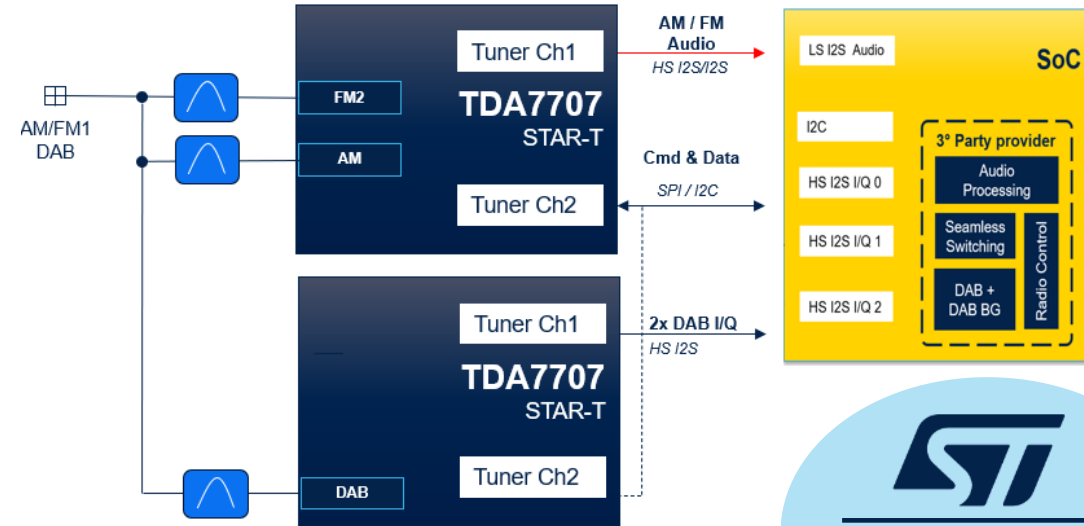 AM/FM1
DAB
FM2
AM
Tuner Ch1
TDA7707
STAR-T
Tuner Ch2
AM / FM
Audio
HS I2S/I2S
Cmd & Data
SPI / I2C
DAB
Tuner Ch1
TDA7707
STAR-T
Tuner Ch2
2x DAB I/Q
HS I2S
SoC
LS I2S Audio
I2C
HS I2S I/Q 0
HS I2S I/Q 1
HS I2S I/Q 2
3° Party provider
Audio
Processing
Seamless
Switching
DAB +
DAB BG
Radio Control
ST